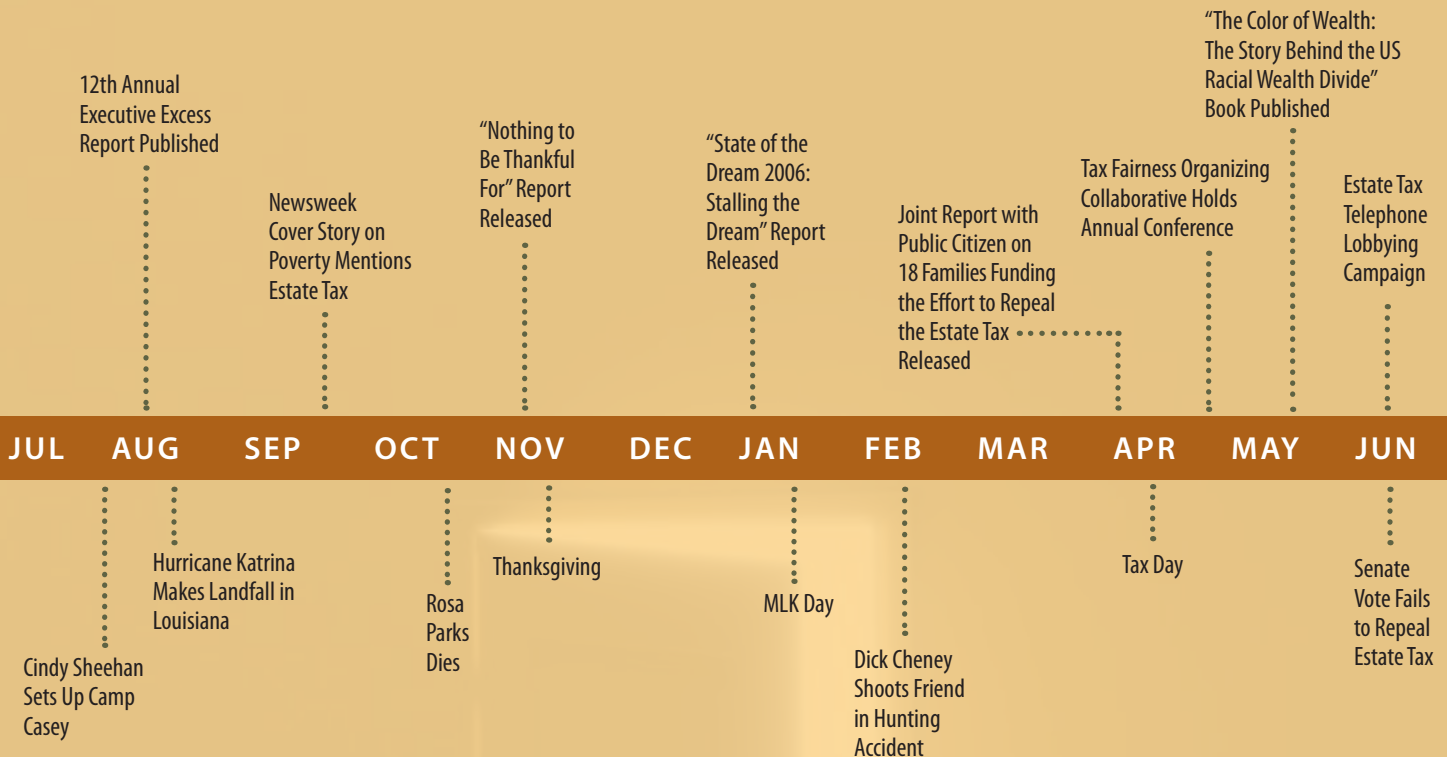 12th Annual
Executive Excess
Report Published
Newsweek
Cover Story on
Poverty Mentions
Estate Tax
“Nothing to
Be Thankful
For” Report
Released
“State of the
Dream 2006:
Stalling the
Dream” Report
Released
Joint Report with
Public Citizen on
18 Families Funding
the Effort to Repeal
the Estate Tax
Released
Tax Fairness Organizing
Collaborative Holds
Annual Conference
“The Color of Wealth:
The Story Behind the US
Racial Wealth Divide”
Book Published
Estate Tax
Telephone
Lobbying
Campaign
JUL AUG SEP OCT NOV DEC JAN FEB MAR APR MAY JUN
Cindy Sheehan
Sets Up Camp
Casey
Hurricane Katrina
Makes Landfall in
Louisiana
Rosa
Parks
Dies
Thanksgiving
MLK Day
Dick Cheney
Shoots Friend
in Hunting
Accident
Tax Day
Senate
Vote Fails
to Repeal
Estate Tax